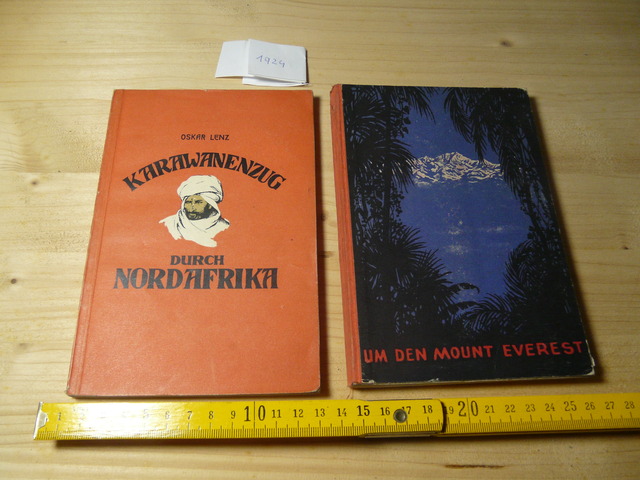 1924
OSKAR LENZ
KARAWANENZUG
DURCH
NORDAFRIKA
UM DEN MOUNT EVEREST
1 2 3 4 5 6 7 8 9 10 11 12 13 14 15 16 17 18 19 20 21 22 23 24 25 26 27 28